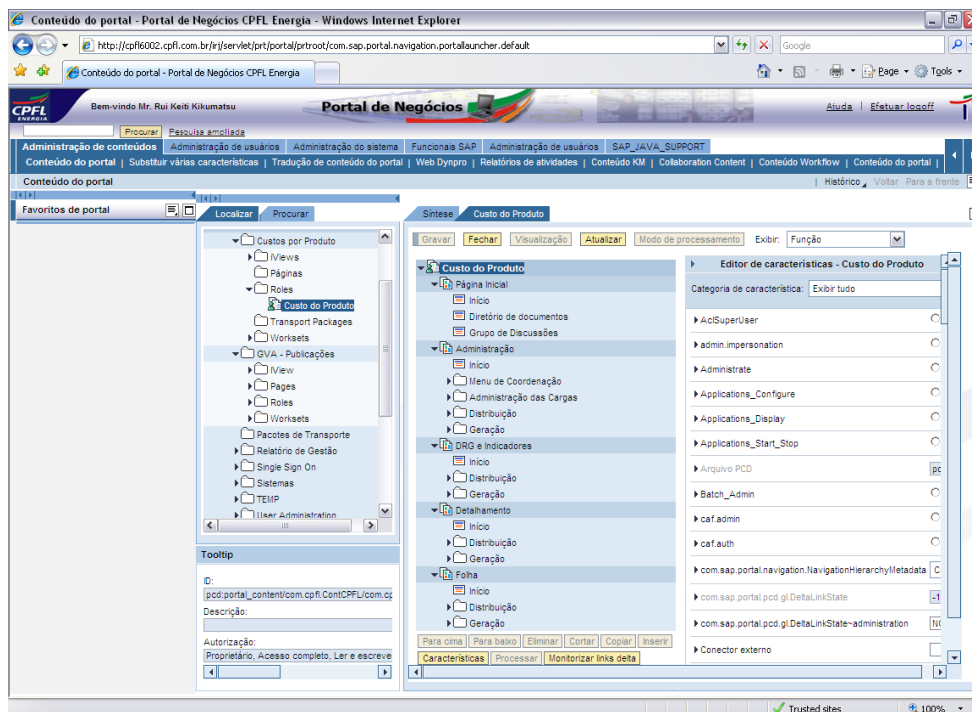 Conteúdo do portal - Portal de Negócios CPFL Energia - Windows Internet Explorer
http://cpfl6002.cpfl.com.br/irj/servlet/prt/portal/prtroot/com.sap.portal.navigation.portallauncher.default
Google
Conteúdo do portal - Portal de Negócios CPFL Energia
Page
Tools
CPFL
ENERGIA
Bem-vindo Mr. Rui Keiti Kikumatsu
Portal de Negócios
Ajuda | Efetuar logoff
Procurar Pesquisa ampliada
Administração de conteúdos Administração de usuários Administração do sistema Funcionais SAP Administração de usuários SAP_JAVA_SUPPORT
Conteúdo do portal | Substituir várias características | Tradução de conteúdo do portal | Web Dynpro | Relatórios de atividades | Conteúdo KM | Collaboration Content | Conteúdo Workflow | Conteúdo do portal |
Conteúdo do portal
| Histórico Voltar Para a frente
Favoritos de portal
Localizar Procurar
Custos por Produto
iViews
Páginas
Roles
Custo do Produto
Transport Packages
Worksets
GVA - Publicações
IView
Pages
Roles
Worksets
Pacotes de Transporte
Relatório de Gestão
Single Sign On
Sistemas
TEMP
User Administration
Tooltip
ID:
pcd:portal_content/com.cpfl.ContCPFL/com.cp
Descrição:
Autorização:
Proprietário, Acesso completo, Ler e escreve
Síntese Custo do Produto
Gravar Fechar Visualização Atualizar Modo de processamento Exibir: Função
Custo do Produto
Página Inicial
Início
Diretório de documentos
Grupo de Discussões
Administração
Início
Menu de Coordenação
Administração das Cargas
Distribuição
Geração
DRG e Indicadores
Início
Distribuição
Geração
Detalhamento
Início
Distribuição
Geração
Folha
Início
Distribuição
Geração
Para cima Para baixo Eliminar Cortar Copiar Inserir
Características Processar Monitorizar links delta
Editor de características - Custo do Produto
Categoria de característica: Exibir tudo
AclSuperUser
admin.impersonation
Administrate
Applications_Configure
Applications_Display
Applications_Start_Stop
Arquivo PCD pc
Batch_Admin
caf.admin
caf.auth
com.sap.portal.navigation.NavigationHierarchyMetadata C
com.sap.portal.pcd.gl.DeltaLinkState -1
com.sap.portal.pcd.gl.DeltaLinkState~administration NO
Conector externo
Trusted sites
100%